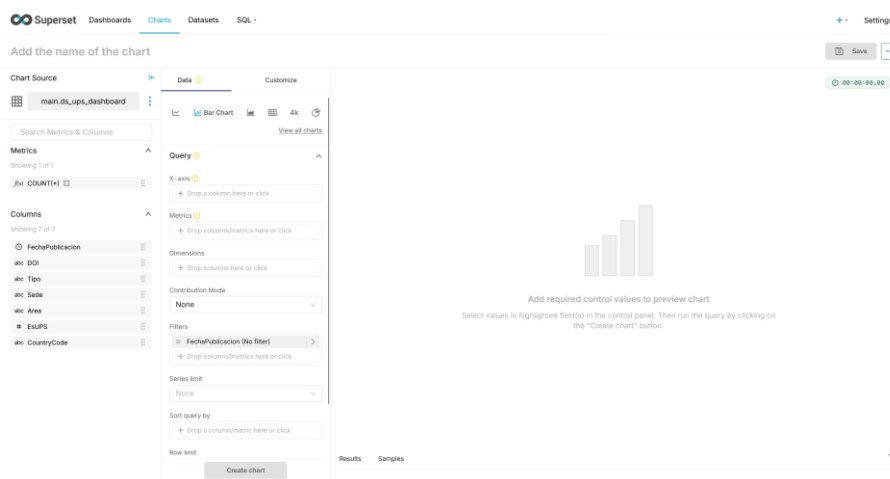 Superset Dashboards Charts Datasets SQL
Settings
Add the name of the chart
Save
Chart Source
main.ds_ups_dashboard
Search Metrics & Columns
Metrics
Showing 1 of 1
f(x) COUNT(*)
Columns
Showing 7 of 7
FechaPublicacion
abc DOI
abc Tipo
abc Sede
abc Area
# EsUPS
abc CountryCode
Data Customize
Bar Chart 4k
View all charts
Query
X-axis
+ Drop a column here or click
Metrics
+ Drop columns/metrics here or click
Dimensions
+ Drop columns here or click
Contribution Mode
None
Filters
× FechaPublicacion (No filter)
+ Drop columns/metrics here or click
Series limit
None
Sort query by
+ Drop a column/metric here or click
Row limit
Create chart
00:00:00.00
Add required control values to preview chart
Select values in highlighted field(s) in the control panel. Then run the query by clicking on
the "Create chart" button.
Results Samples